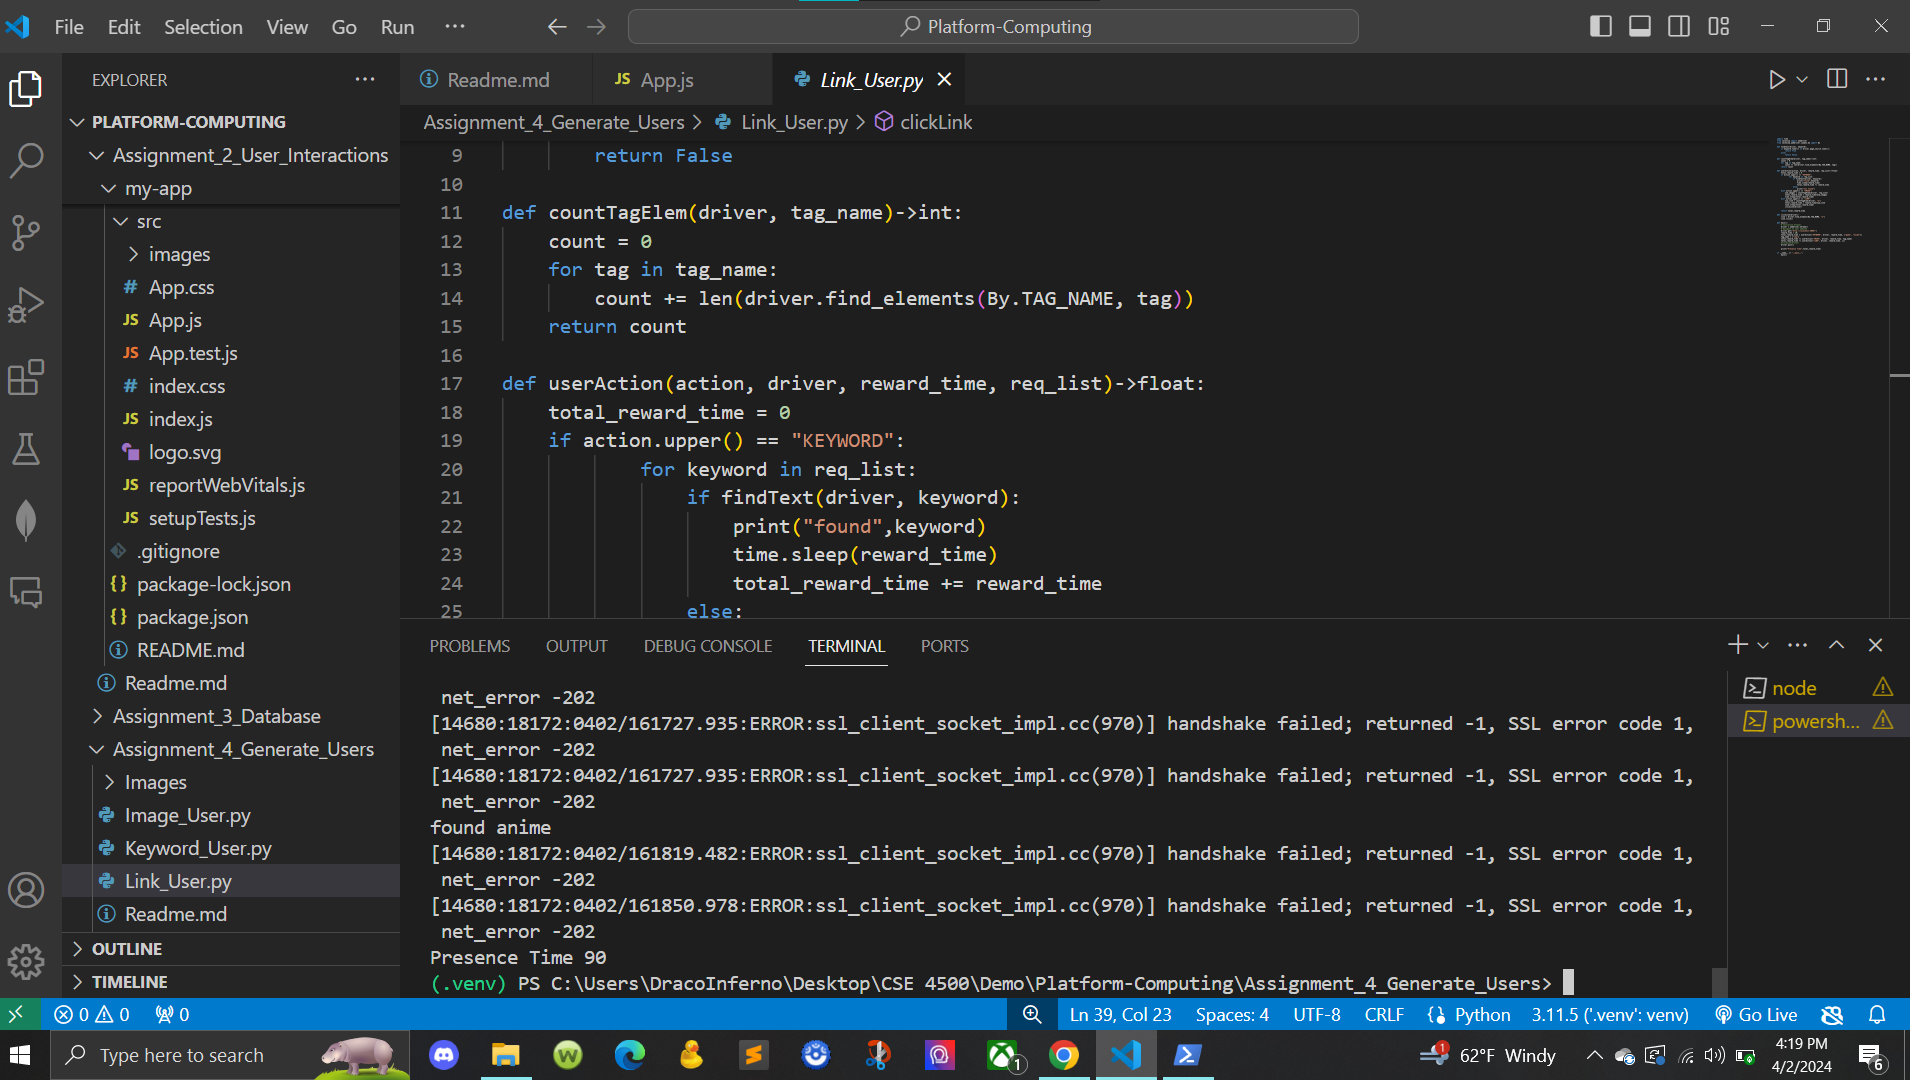 File Edit Selection View Go Run ···
Platform-Computing
EXPLORER
PLATFORM-COMPUTING
Assignment_2_User_Interactions
my-app
src
images
# App.css
JS App.js
JS App.test.js
# index.css
JS index.js
logo.svg
JS reportWebVitals.js
JS setupTests.js
.gitignore
{} package-lock.json
{} package.json
README.md
Readme.md
Assignment_3_Database
Assignment_4_Generate_Users
Images
Image_User.py
Keyword_User.py
Link_User.py
Readme.md
OUTLINE
TIMELINE
Readme.md
JS App.js
Link_User.py
Assignment_4_Generate_Users > Link_User.py > clickLink
9 return False
10
11 def countTagElem(driver, tag_name)->int:
12 count = 0
13 for tag in tag_name:
14 count += len(driver.find_elements(By.TAG_NAME, tag))
15 return count
16
17 def userAction(action, driver, reward_time, req_list)->float:
18 total_reward_time = 0
19 if action.upper() == "KEYWORD":
20 for keyword in req_list:
21 if findText(driver, keyword):
22 print("found",keyword)
23 time.sleep(reward_time)
24 total_reward_time += reward_time
25 else:
PROBLEMS OUTPUT DEBUG CONSOLE TERMINAL PORTS
net_error -202
[14680:18172:0402/161727.935:ERROR:ssl_client_socket_impl.cc(970)] handshake failed; returned -1, SSL error code 1,
net_error -202
[14680:18172:0402/161727.935:ERROR:ssl_client_socket_impl.cc(970)] handshake failed; returned -1, SSL error code 1,
net_error -202
found anime
[14680:18172:0402/161819.482:ERROR:ssl_client_socket_impl.cc(970)] handshake failed; returned -1, SSL error code 1,
net_error -202
[14680:18172:0402/161850.978:ERROR:ssl_client_socket_impl.cc(970)] handshake failed; returned -1, SSL error code 1,
net_error -202
Presence Time 90
(.venv) PS C:\Users\DracoInferno\Desktop\CSE 4500\Demo\Platform-Computing\Assignment_4_Generate_Users>
node
powersh...
0 0 0
Ln 39, Col 23 Spaces: 4 UTF-8 CRLF {} Python 3.11.5 ('.venv': venv) Go Live
Type here to search
1
1
62°F Windy
4:19 PM
4/2/2024
6